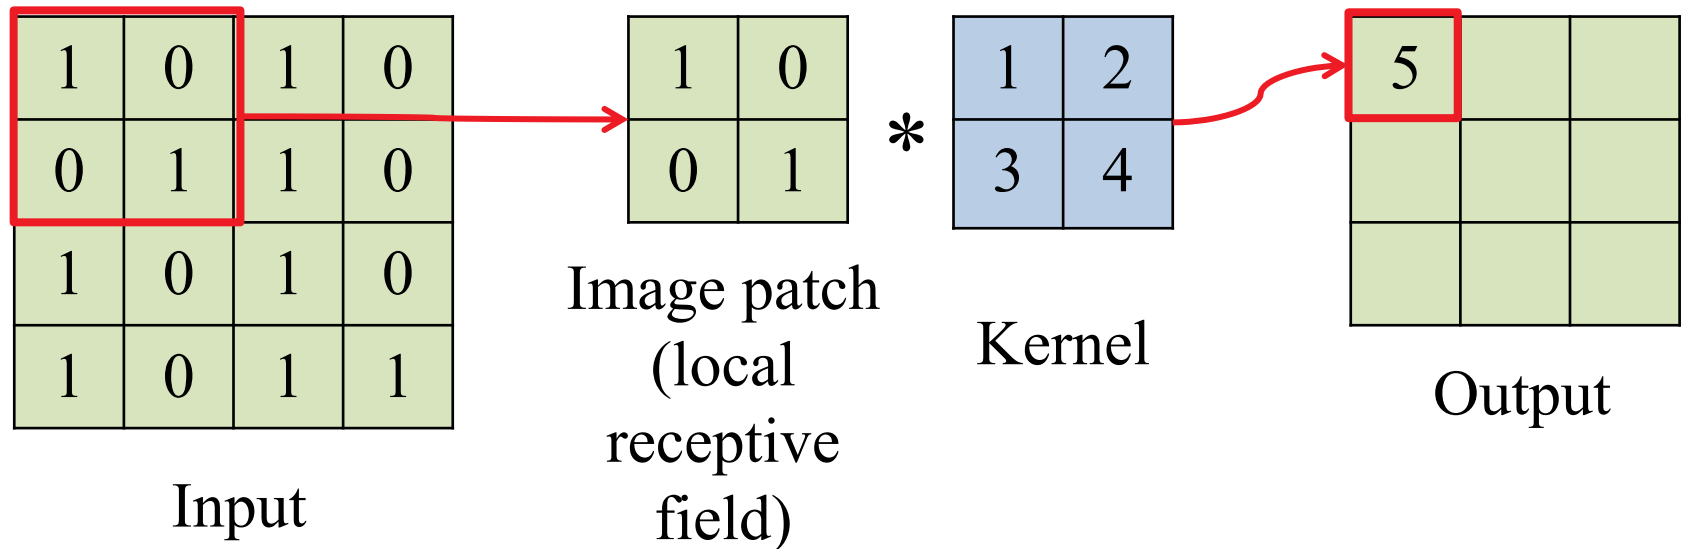 1 0 1 0
0 1 1 0
1 0 1 0
1 0 1 1
Input
1 0
0 1
Image patch
(local
receptive
field)
*
1 2
3 4
Kernel
5
Output